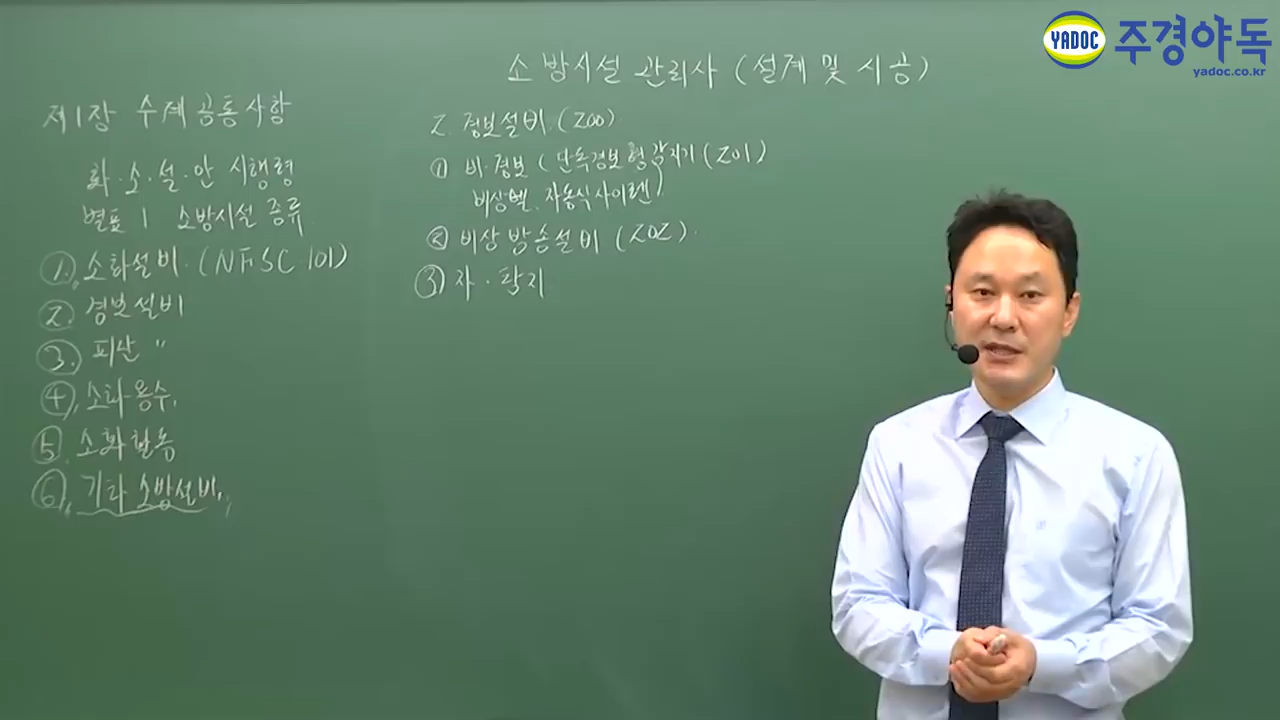 YADOC 주경야독
yadoc.co.kr
소방시설 관리사 (설계 및 시공)
제1장 수계 공통사항
화·소·설·안 시행령
별표 1 소방시설 종류
①. 소화설비. (NFSC 101)
②. 경보설비
③. 피난 "
④. 소화용수.
⑤. 소화활동
⑥. 기타 소방설비.,
2. 경보설비. (200)
① 비·경보 (단독경보형감지기 (201)
비상벨. 자동식사이렌)
② 비상방송설비 (202).
③ 자·탐지